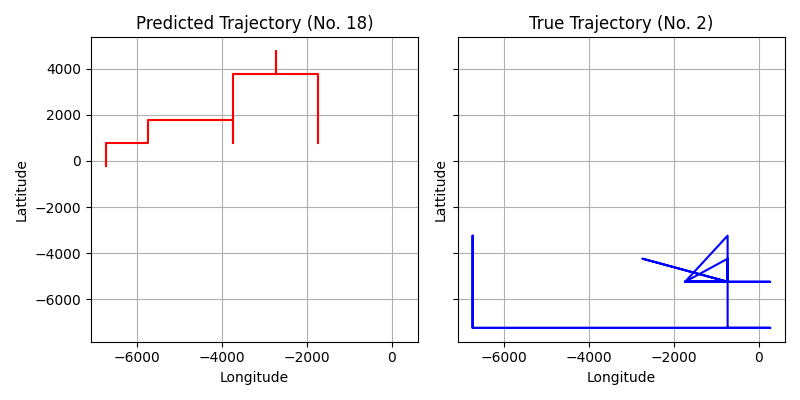 Predicted Trajectory (No. 18)
True Trajectory (No. 2)
4000
2000
0
−2000
−4000
−6000
Lattitude
Lattitude
−6000 −4000 −2000 0
−6000 −4000 −2000 0
Longitude
Longitude